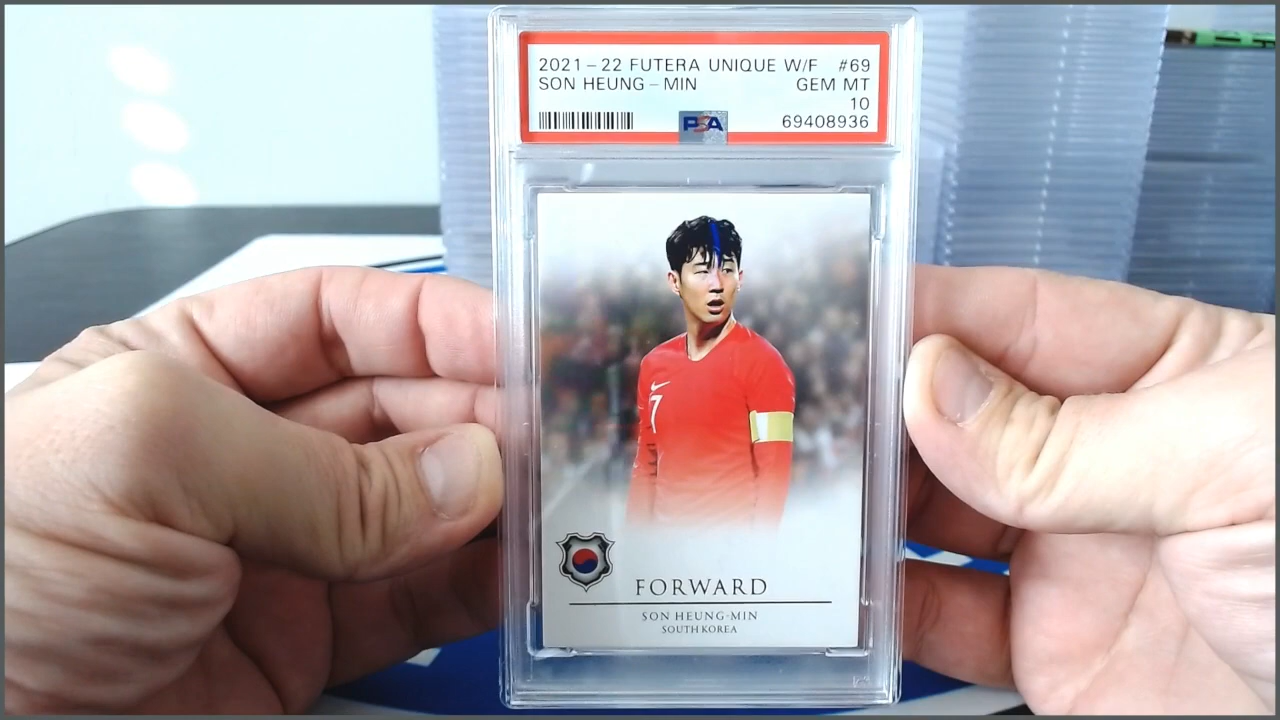 2021-22 FUTERA UNIQUE W/F #69
SON HEUNG-MIN GEM MT
10
PSA 69408936
7
FORWARD
SON HEUNG-MIN
SOUTH KOREA